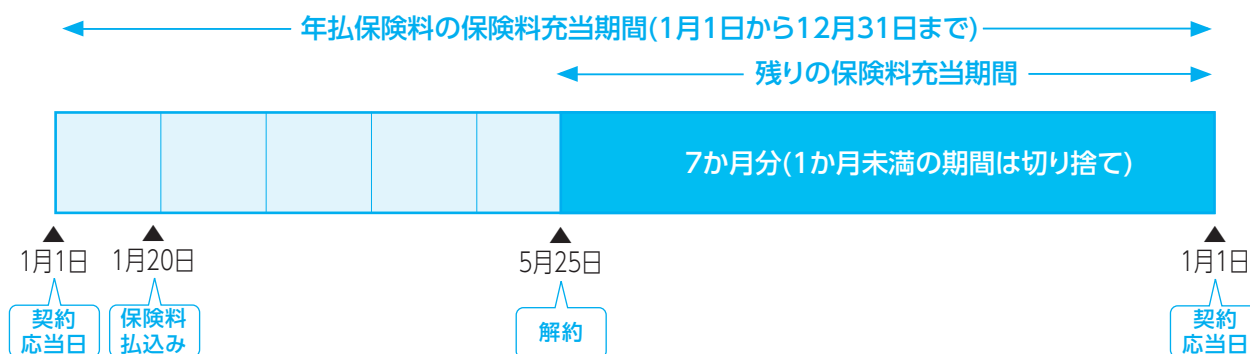 年払保険料の保険料充当期間(1月1日から12月31日まで)
残りの保険料充当期間
7か月分(1か月未満の期間は切り捨て)
1月1日
1月20日
5月25日
1月1日
契約
応当日
保険料
払込み
解約
契約
応当日